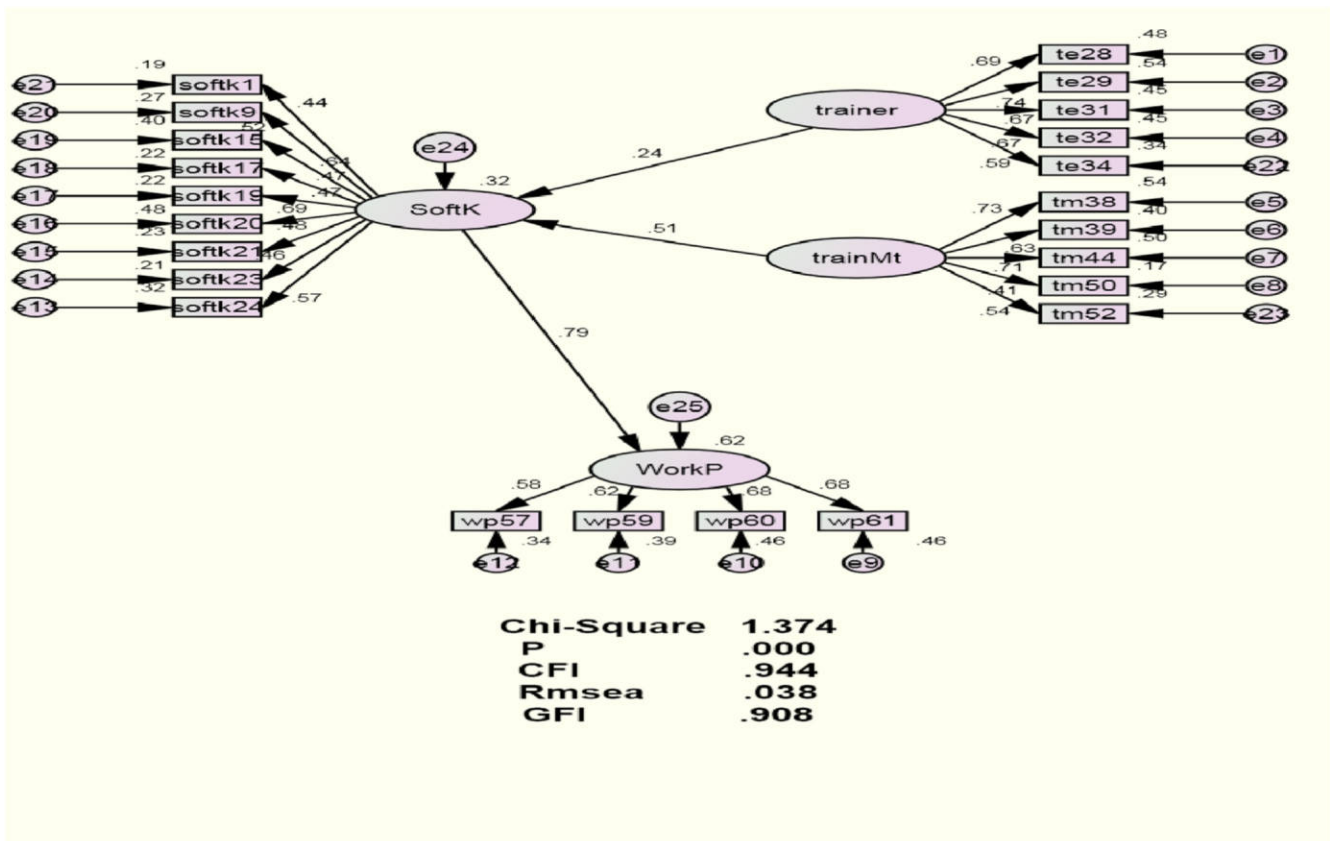 .19
e21 softk1 .44
.27
e20 softk9
.40 .52
e19 softk15
.64
.22
e18 softk17 .47
.22
e17 softk19 .47
.48
e16 softk20 .69
.23 .48
e15 softk21
.46
.21
e14 softk23
.32
e13 softk24 .57
e24
.32
SoftK
.24
.51
trainer
.69 te28 .48 e1
.74 te29 .54 e2
.67 te31 .45 e3
.67 te32 .45 e4
.59 te34 .34 e22
trainMt
.73 tm38 .54 e5
.63 tm39 .40 e6
.71 tm44 .50 e7
.41 tm50 .17 e8
.54 tm52 .29 e23
.79
e25
.62
WorkP
.58 .62 .68 .68
wp57 wp59 wp60 wp61
.34 .39 .46 .46
e12 e11 e10 e9
Chi-Square 1.374
P .000
CFI .944
Rmsea .038
GFI .908